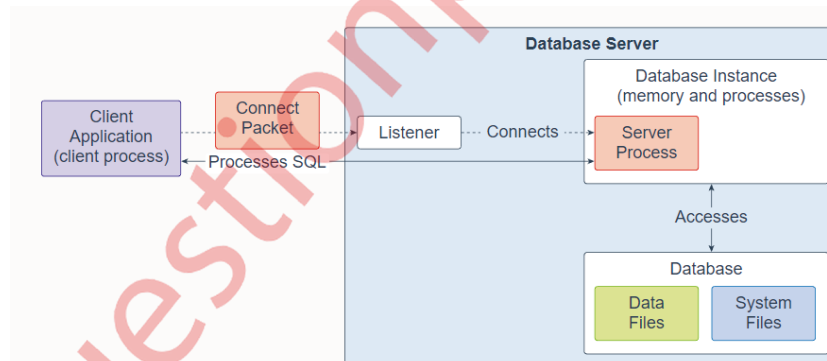 Database Server
Database Instance
(memory and processes)
Client
Application
(client process)
Connect
Packet
Listener
Connects
Server
Process
Processes SQL
Accesses
Database
Data
Files
System
Files
uestionp